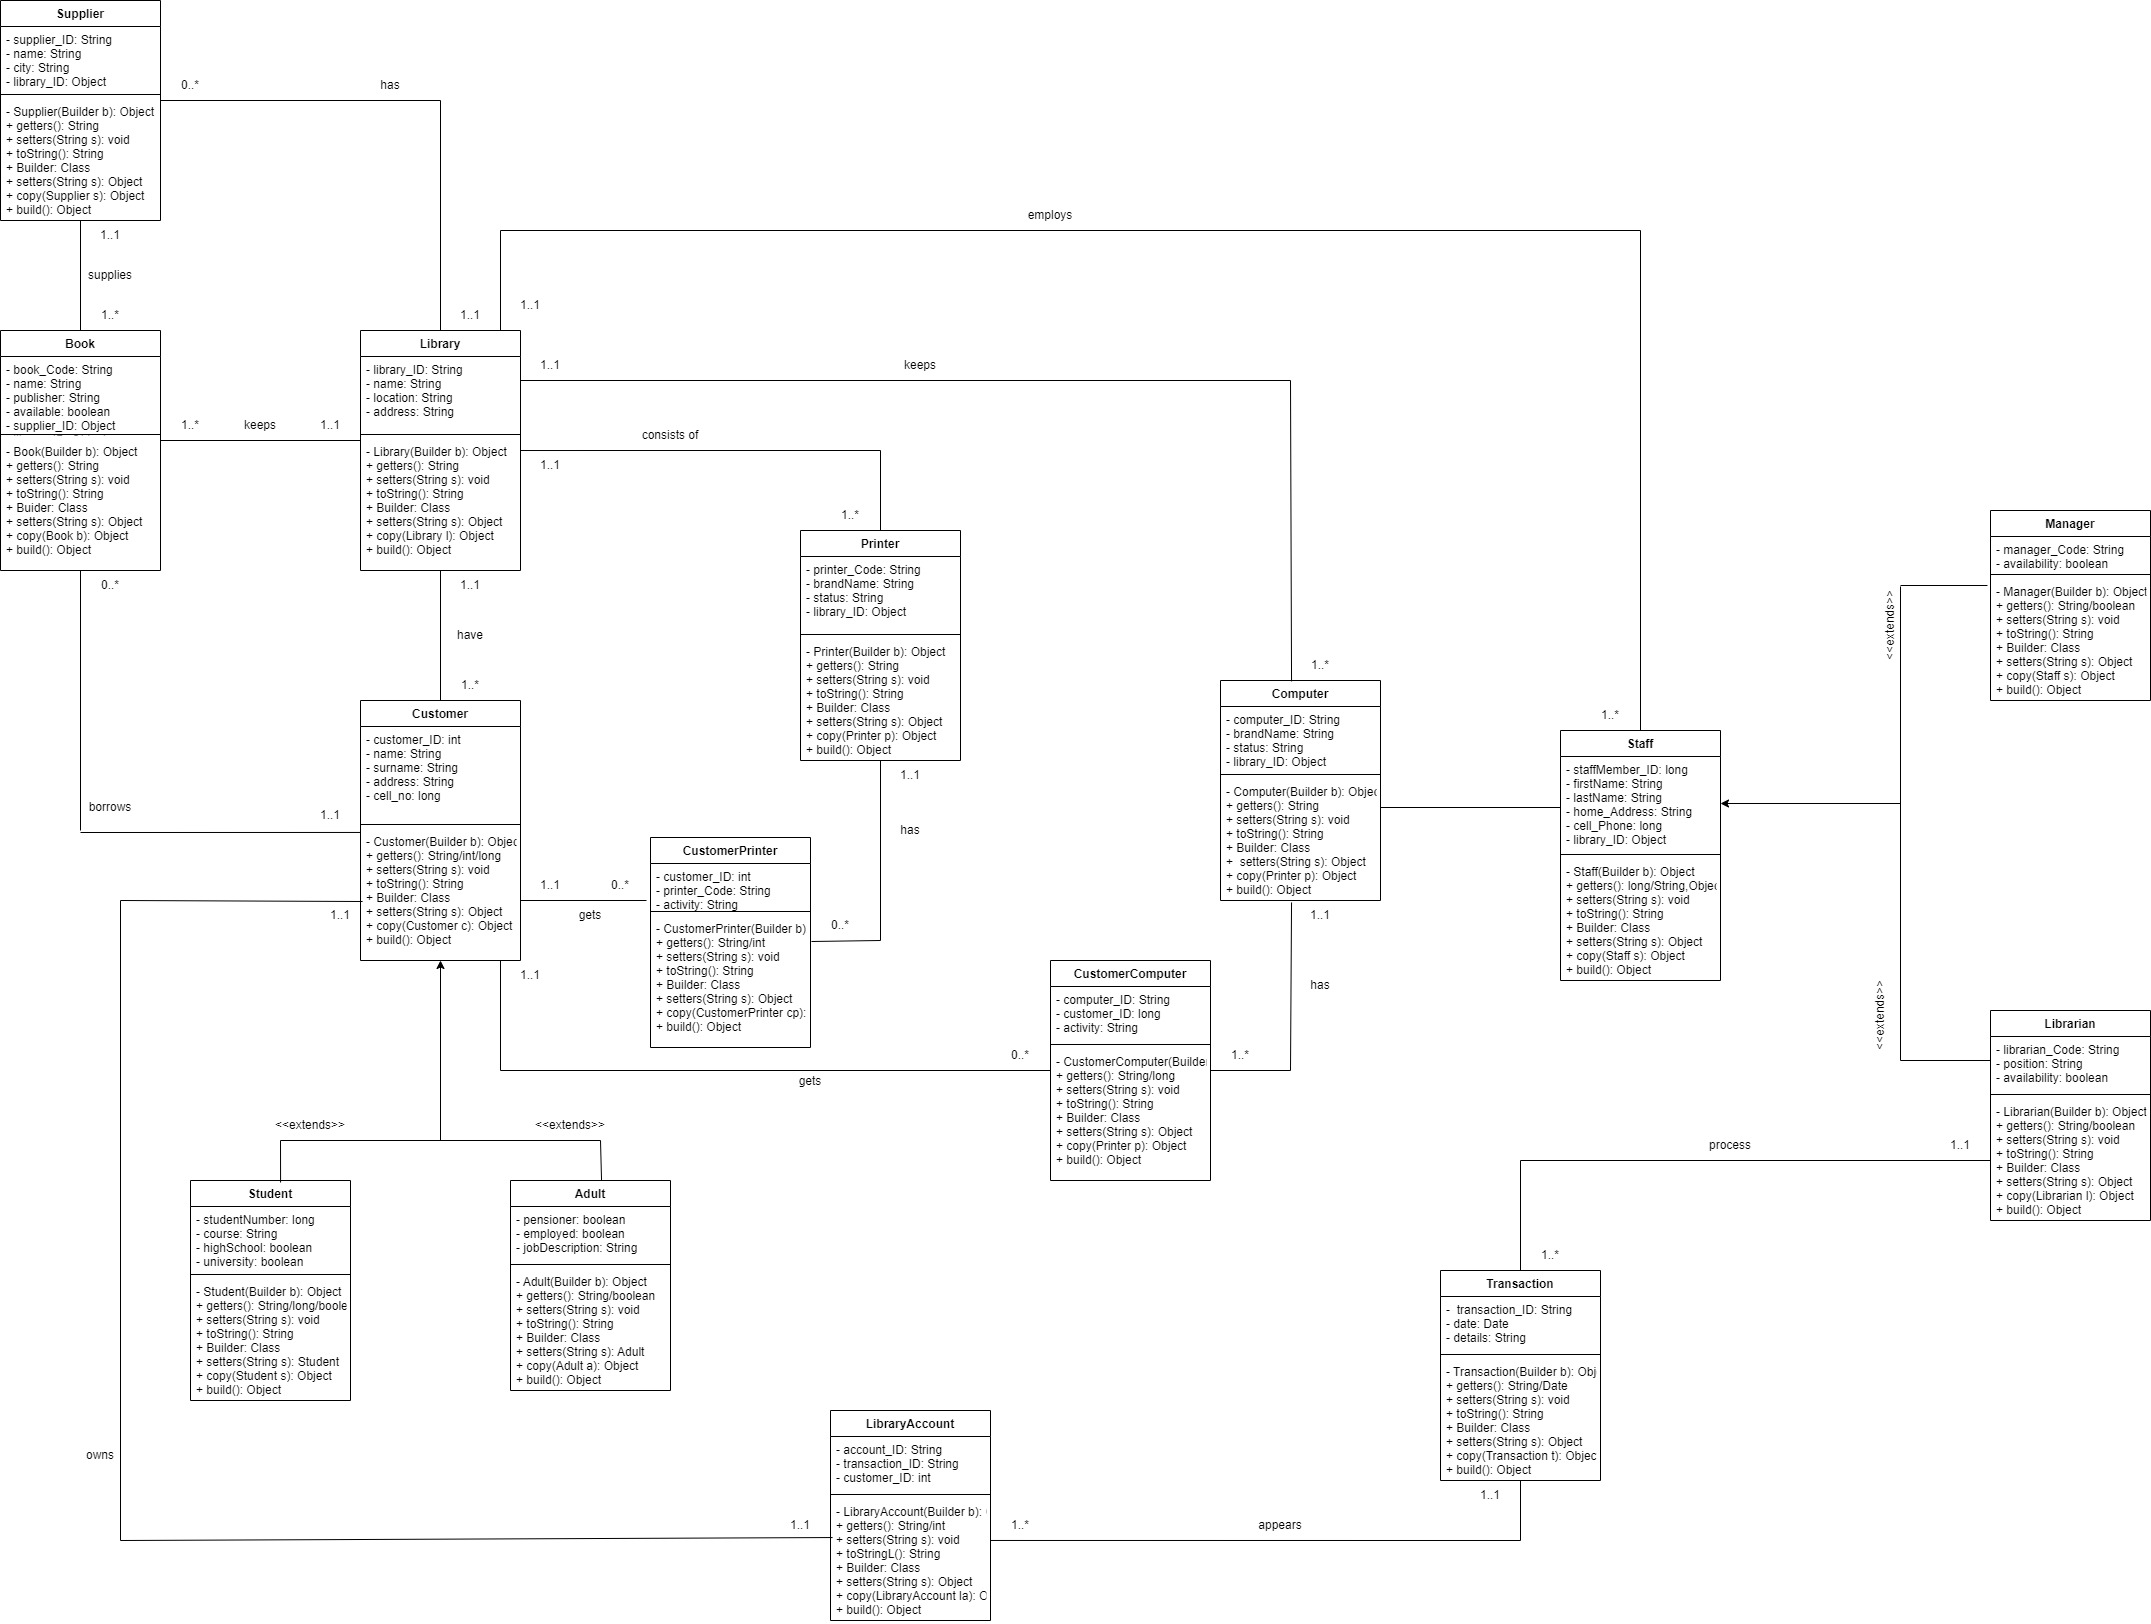 Supplier
- supplier_ID: String
- name: String
- city: String
- library_ID: Object
- Supplier(Builder b): Object
+ getters(): String
+ setters(String s): void
+ toString(): String
+ Builder: Class
+ setters(String s): Object
+ copy(Supplier s): Object
+ build(): Object
0..*
has
1..1
supplies
1..*
employs
1..1
1..1
Book
- book_Code: String
- name: String
- publisher: String
- available: boolean
- supplier_ID: Object
- Book(Builder b): Object
+ getters(): String
+ setters(String s): void
+ toString(): String
+ Buider: Class
+ setters(String s): Object
+ copy(Book b): Object
+ build(): Object
1..*
keeps
1..1
Library
- library_ID: String
- name: String
- location: String
- address: String
- Library(Builder b): Object
+ getters(): String
+ setters(String s): void
+ toString(): String
+ Builder: Class
+ setters(String s): Object
+ copy(Library l): Object
+ build(): Object
1..1
keeps
consists of
1..1
1..*
Printer
- printer_Code: String
- brandName: String
- status: String
- library_ID: Object
- Printer(Builder b): Object
+ getters(): String
+ setters(String s): void
+ toString(): String
+ Builder: Class
+ setters(String s): Object
+ copy(Printer p): Object
+ build(): Object
0..*
1..1
have
1..*
borrows
1..1
Customer
- customer_ID: int
- name: String
- surname: String
- address: String
- cell_no: long
- Customer(Builder b): Objec
+ getters(): String/int/long
+ setters(String s): void
+ toString(): String
+ Builder: Class
+ setters(String s): Object
+ copy(Customer c): Object
+ build(): Object
1..1
1..1
0..*
gets
1..1
has
0..*
CustomerPrinter
- customer_ID: int
- printer_Code: String
- activity: String
- CustomerPrinter(Builder b)
+ getters(): String/int
+ setters(String s): void
+ toString(): String
+ Builder: Class
+ setters(String s): Object
+ copy(CustomerPrinter cp):
+ build(): Object
1..*
Computer
- computer_ID: String
- brandName: String
- status: String
- library_ID: Object
- Computer(Builder b): Objec
+ getters(): String
+ setters(String s): void
+ toString(): String
+ Builder: Class
+ setters(String s): Object
+ copy(Printer p): Object
+ build(): Object
1..*
Staff
- staffMember_ID: long
- firstName: String
- lastName: String
- home_Address: String
- cell_Phone: long
- library_ID: Object
- Staff(Builder b): Object
+ getters(): long/String,Objec
+ setters(String s): void
+ toString(): String
+ Builder: Class
+ setters(String s): Object
+ copy(Staff s): Object
+ build(): Object
<<extends>>
Manager
- manager_Code: String
- availability: boolean
- Manager(Builder b): Object
+ getters(): String/boolean
+ setters(String s): void
+ toString(): String
+ Builder: Class
+ setters(String s): Object
+ copy(Staff s): Object
+ build(): Object
<<extends>>
Librarian
- librarian_Code: String
- position: String
- availability: boolean
- Librarian(Builder b): Object
+ getters(): String/boolean
+ setters(String s): void
+ toString(): String
+ Builder: Class
+ setters(String s): Object
+ copy(Librarian l): Object
+ build(): Object
1..1
has
1..*
1..1
0..*
gets
CustomerComputer
- computer_ID: String
- customer_ID: long
- activity: String
- CustomerComputer(Builder
+ getters(): String/long
+ setters(String s): void
+ toString(): String
+ Builder: Class
+ setters(String s): Object
+ copy(Printer p): Object
+ build(): Object
<<extends>>
<<extends>>
Student
- studentNumber: long
- course: String
- highSchool: boolean
- university: boolean
- Student(Builder b): Object
+ getters(): String/long/boole
+ setters(String s): void
+ toString(): String
+ Builder: Class
+ setters(String s): Student
+ copy(Student s): Object
+ build(): Object
Adult
- pensioner: boolean
- employed: boolean
- jobDescription: String
- Adult(Builder b): Object
+ getters(): String/boolean
+ setters(String s): void
+ toString(): String
+ Builder: Class
+ setters(String s): Adult
+ copy(Adult a): Object
+ build(): Object
process
1..1
1..*
Transaction
- transaction_ID: String
- date: Date
- details: String
- Transaction(Builder b): Obj
+ getters(): String/Date
+ setters(String s): void
+ toString(): String
+ Builder: Class
+ setters(String s): Object
+ copy(Transaction t): Objec
+ build(): Object
1..1
owns
1..1
LibraryAccount
- account_ID: String
- transaction_ID: String
- customer_ID: int
- LibraryAccount(Builder b):
+ getters(): String/int
+ setters(String s): void
+ toStringL(): String
+ Builder: Class
+ setters(String s): Object
+ copy(LibraryAccount la): O
+ build(): Object
1..*
appears